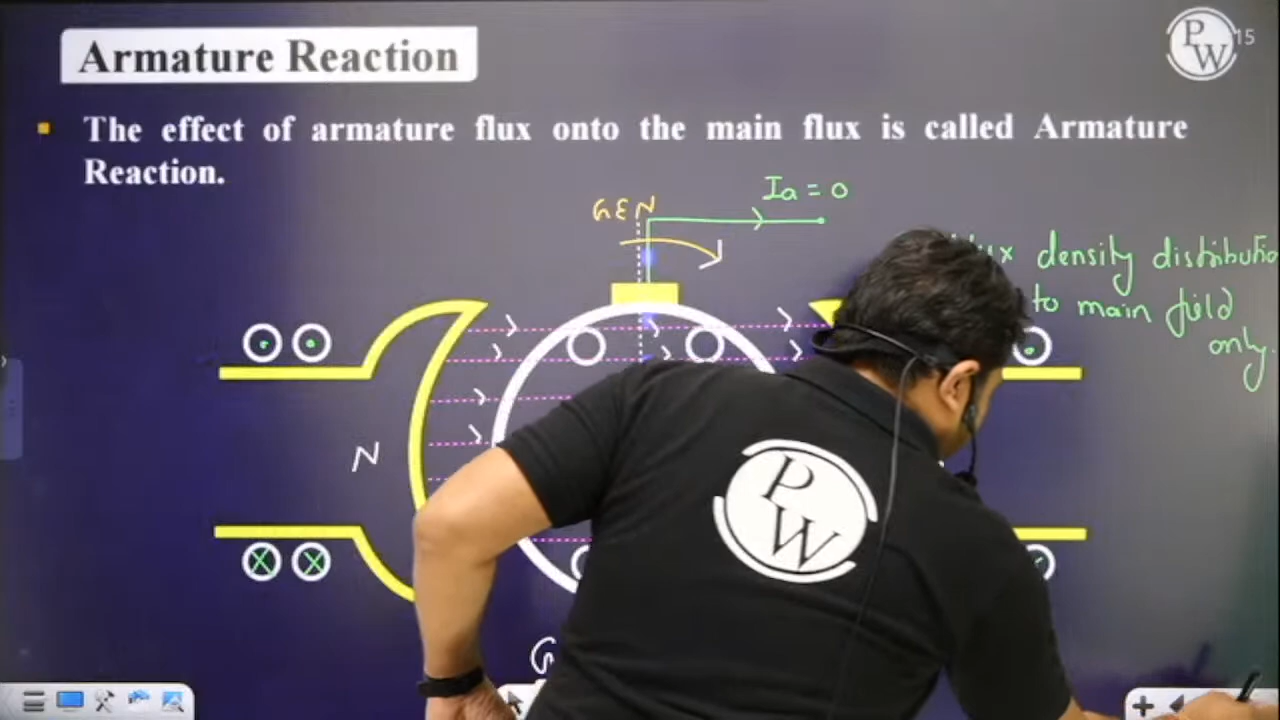 Armature Reaction
P
W
15
The effect of armature flux onto the main flux is called Armature
Reaction.
Ia = 0
GEN
density distributio
to main field
only.
N
P
W
G